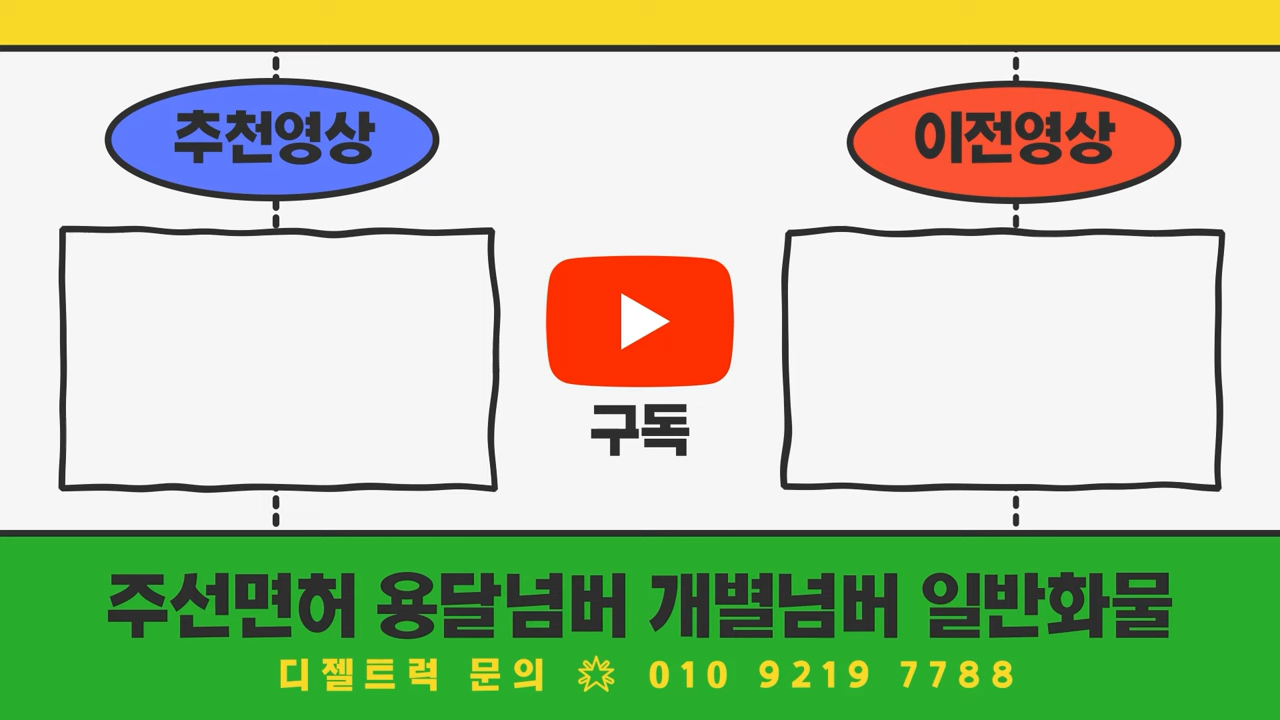 추천영상
이전영상
구독
주선면허 용달넘버 개별넘버 일반화물
디젤트럭 문의 010 9219 7788